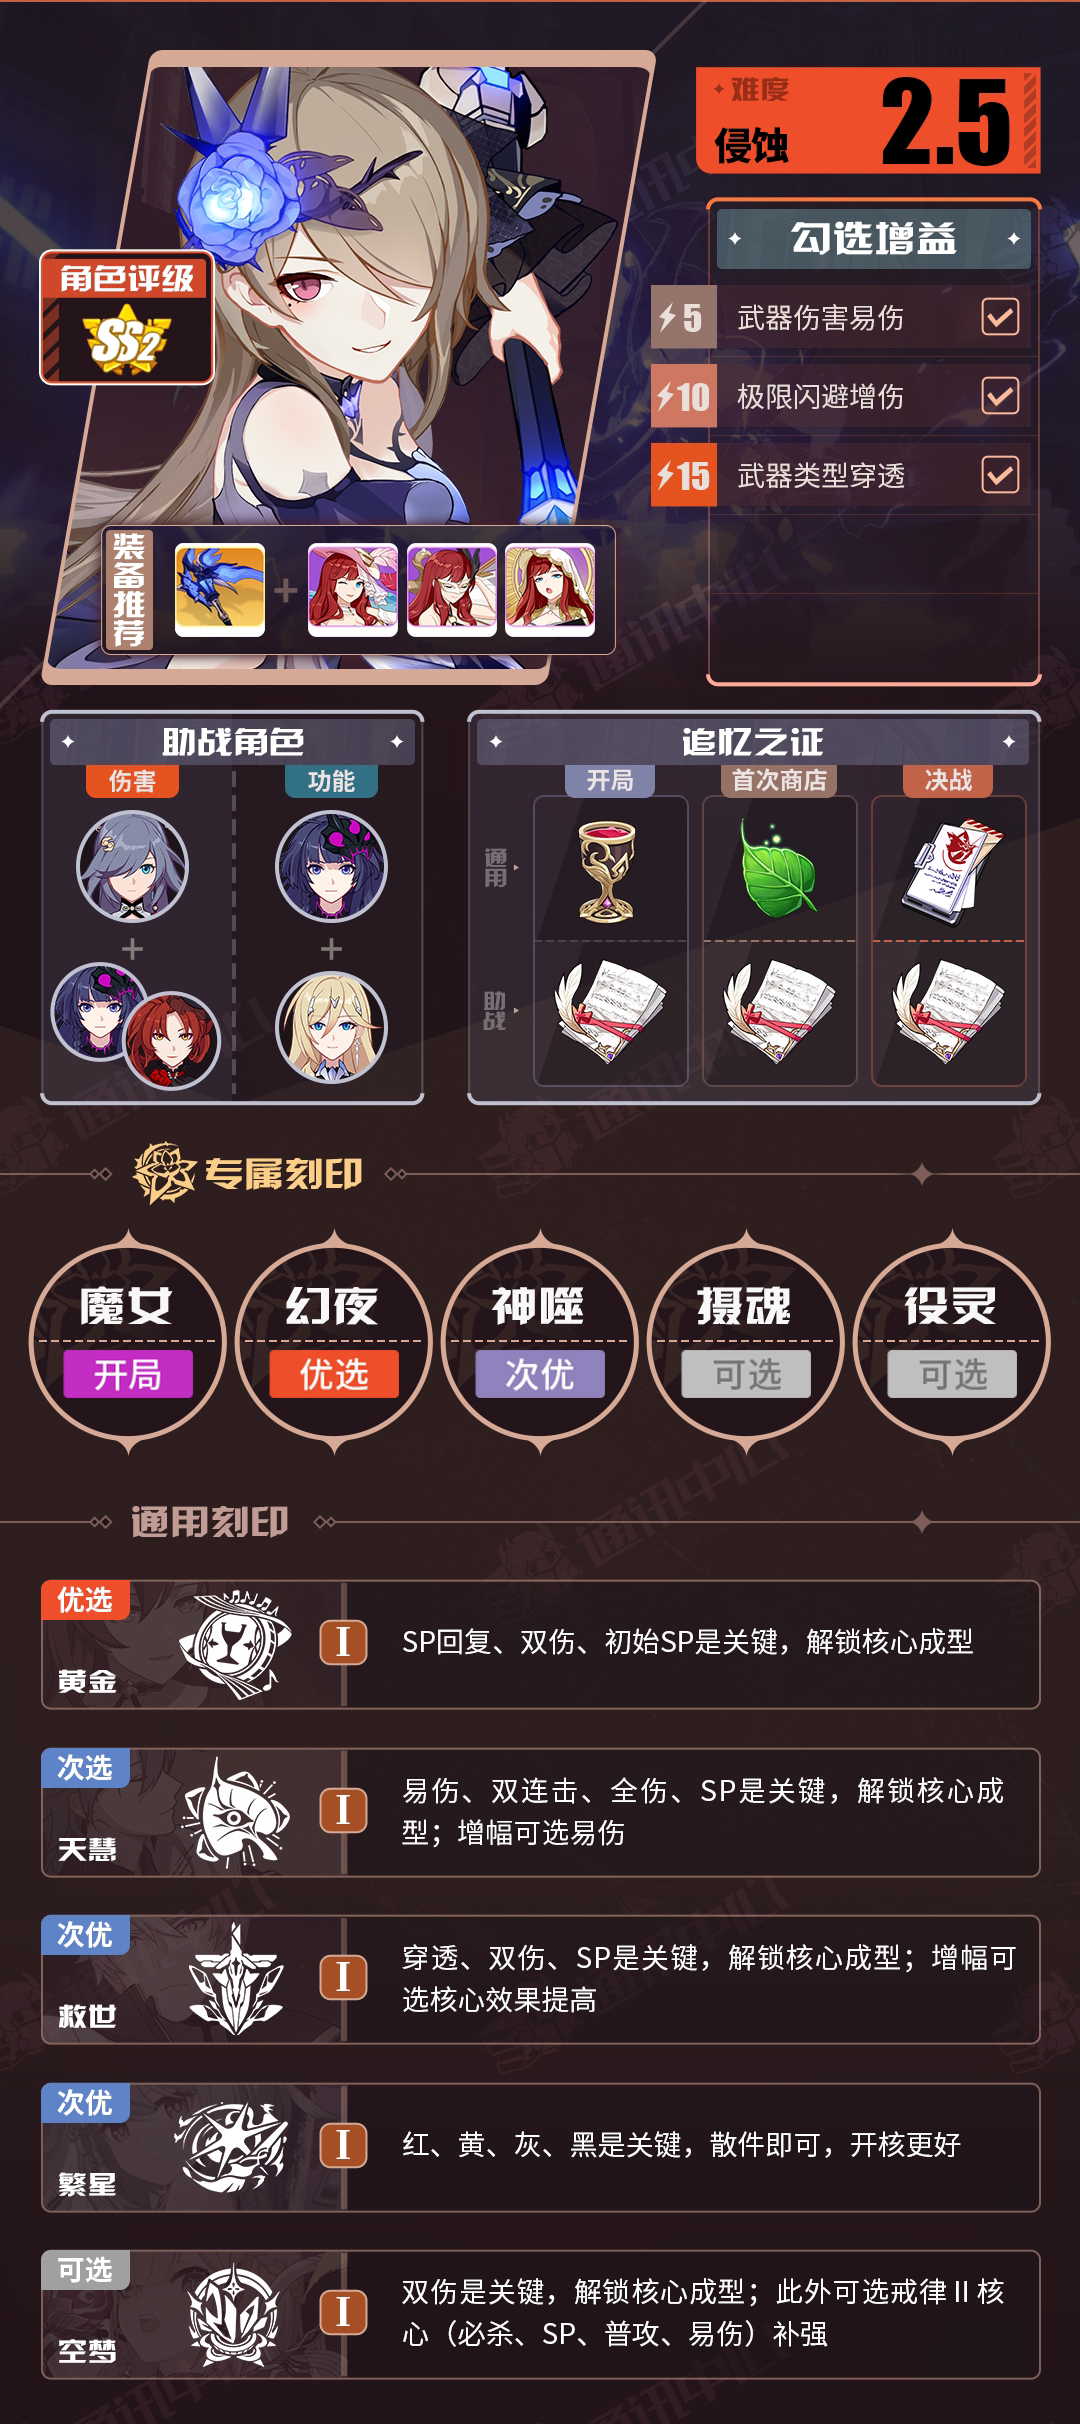 难度
侵蚀
2.5
勾选增益
5 武器伤害易伤
10 极限闪避增伤
15 武器类型穿透
角色评级
SS2
装备推荐
助战角色
伤害 功能
追忆之证
开局 首次商店 决战
通用
助战
专属刻印
魔女 幻夜 神噬 摄魂 役灵
开局 优选 次优 可选 可选
通用刻印
优选
黄金
I
SP回复、双伤、初始SP是关键，解锁核心成型
次选
天慧
I
易伤、双连击、全伤、SP是关键，解锁核心成
型；增幅可选易伤
次优
救世
I
穿透、双伤、SP是关键，解锁核心成型；增幅可
选核心效果提高
次优
繁星
I
红、黄、灰、黑是关键，散件即可，开核更好
可选
空梦
I
双伤是关键，解锁核心成型；此外可选戒律 II 核
心（必杀、SP、普攻、易伤）补强
通讯中心